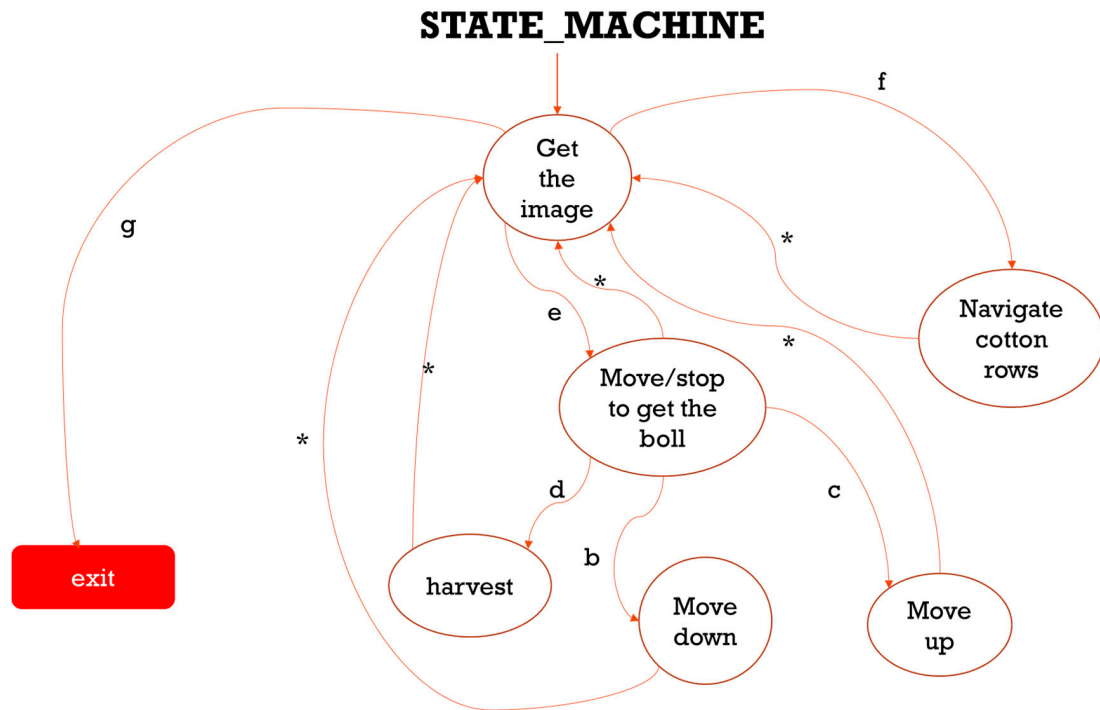 STATE_MACHINE
f
Get
the
image
g
*
*
e
Navigate
cotton
rows
*
*
Move/stop
to get the
boll
*
d
c
b
exit
harvest
Move
down
Move
up